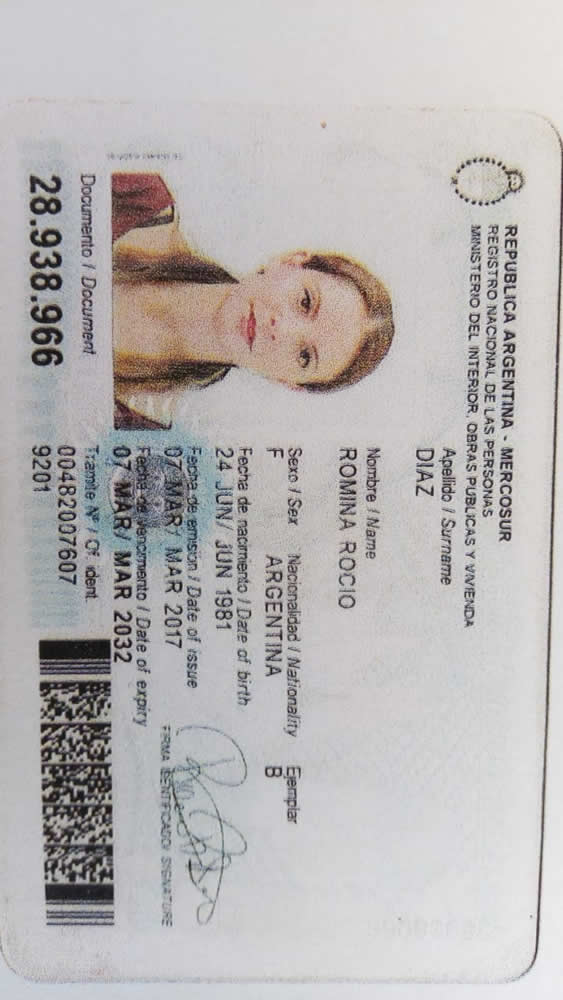 REPUBLICA ARGENTINA - MERCOSUR
REGISTRO NACIONAL DE LAS PERSONAS
MINISTERIO DEL INTERIOR, OBRAS PUBLICAS Y VIVIENDA
Apellido / Surname
DIAZ
Nombre / Name
ROMINA ROCIO
Sexo / Sex Nacionalidad / Nationality Ejemplar
F ARGENTINA B
Fecha de nacimiento / Date of birth
24 JUN/ JUN 1981
Fecha de emisión / Date of issue
07 MAR/ MAR 2017
Fecha de vencimiento / Date of expiry
07 MAR/ MAR 2032
FIRMA IDENTIFICADO/ SIGNATURE
Documento / Document
28.938.966
Tramite Nº / Of. ident.
00482007607
9201